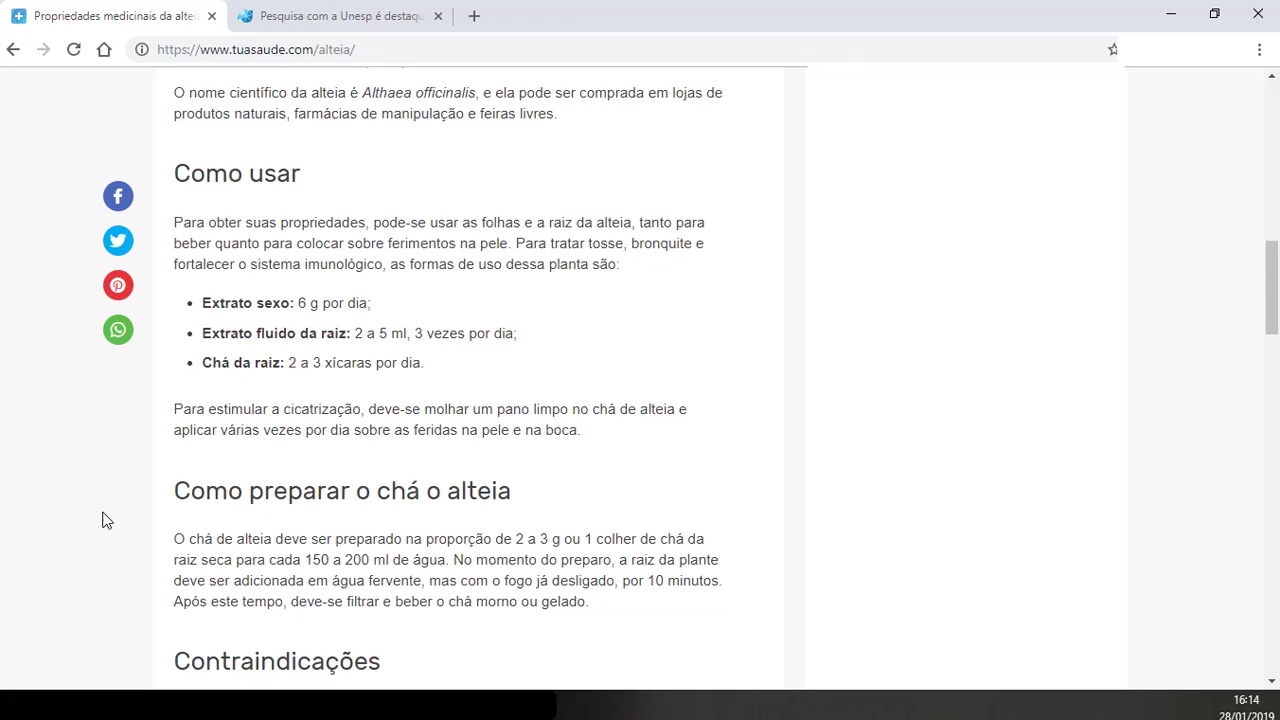 Propriedades medicinais da altei
Pesquisa com a Unesp é destaqu
https://www.tuasaude.com/alteia/
O nome científico da alteia é Althaea officinalis, e ela pode ser comprada em lojas de
produtos naturais, farmácias de manipulação e feiras livres.
Como usar
Para obter suas propriedades, pode-se usar as folhas e a raiz da alteia, tanto para
beber quanto para colocar sobre ferimentos na pele. Para tratar tosse, bronquite e
fortalecer o sistema imunológico, as formas de uso dessa planta são:
• Extrato sexo: 6 g por dia;
• Extrato fluido da raiz: 2 a 5 ml, 3 vezes por dia;
• Chá da raiz: 2 a 3 xícaras por dia.
Para estimular a cicatrização, deve-se molhar um pano limpo no chá de alteia e
aplicar várias vezes por dia sobre as feridas na pele e na boca.
Como preparar o chá o alteia
O chá de alteia deve ser preparado na proporção de 2 a 3 g ou 1 colher de chá da
raiz seca para cada 150 a 200 ml de água. No momento do preparo, a raiz da plante
deve ser adicionada em água fervente, mas com o fogo já desligado, por 10 minutos.
Após este tempo, deve-se filtrar e beber o chá morno ou gelado.
Contraindicações
16:14
28/01/2019